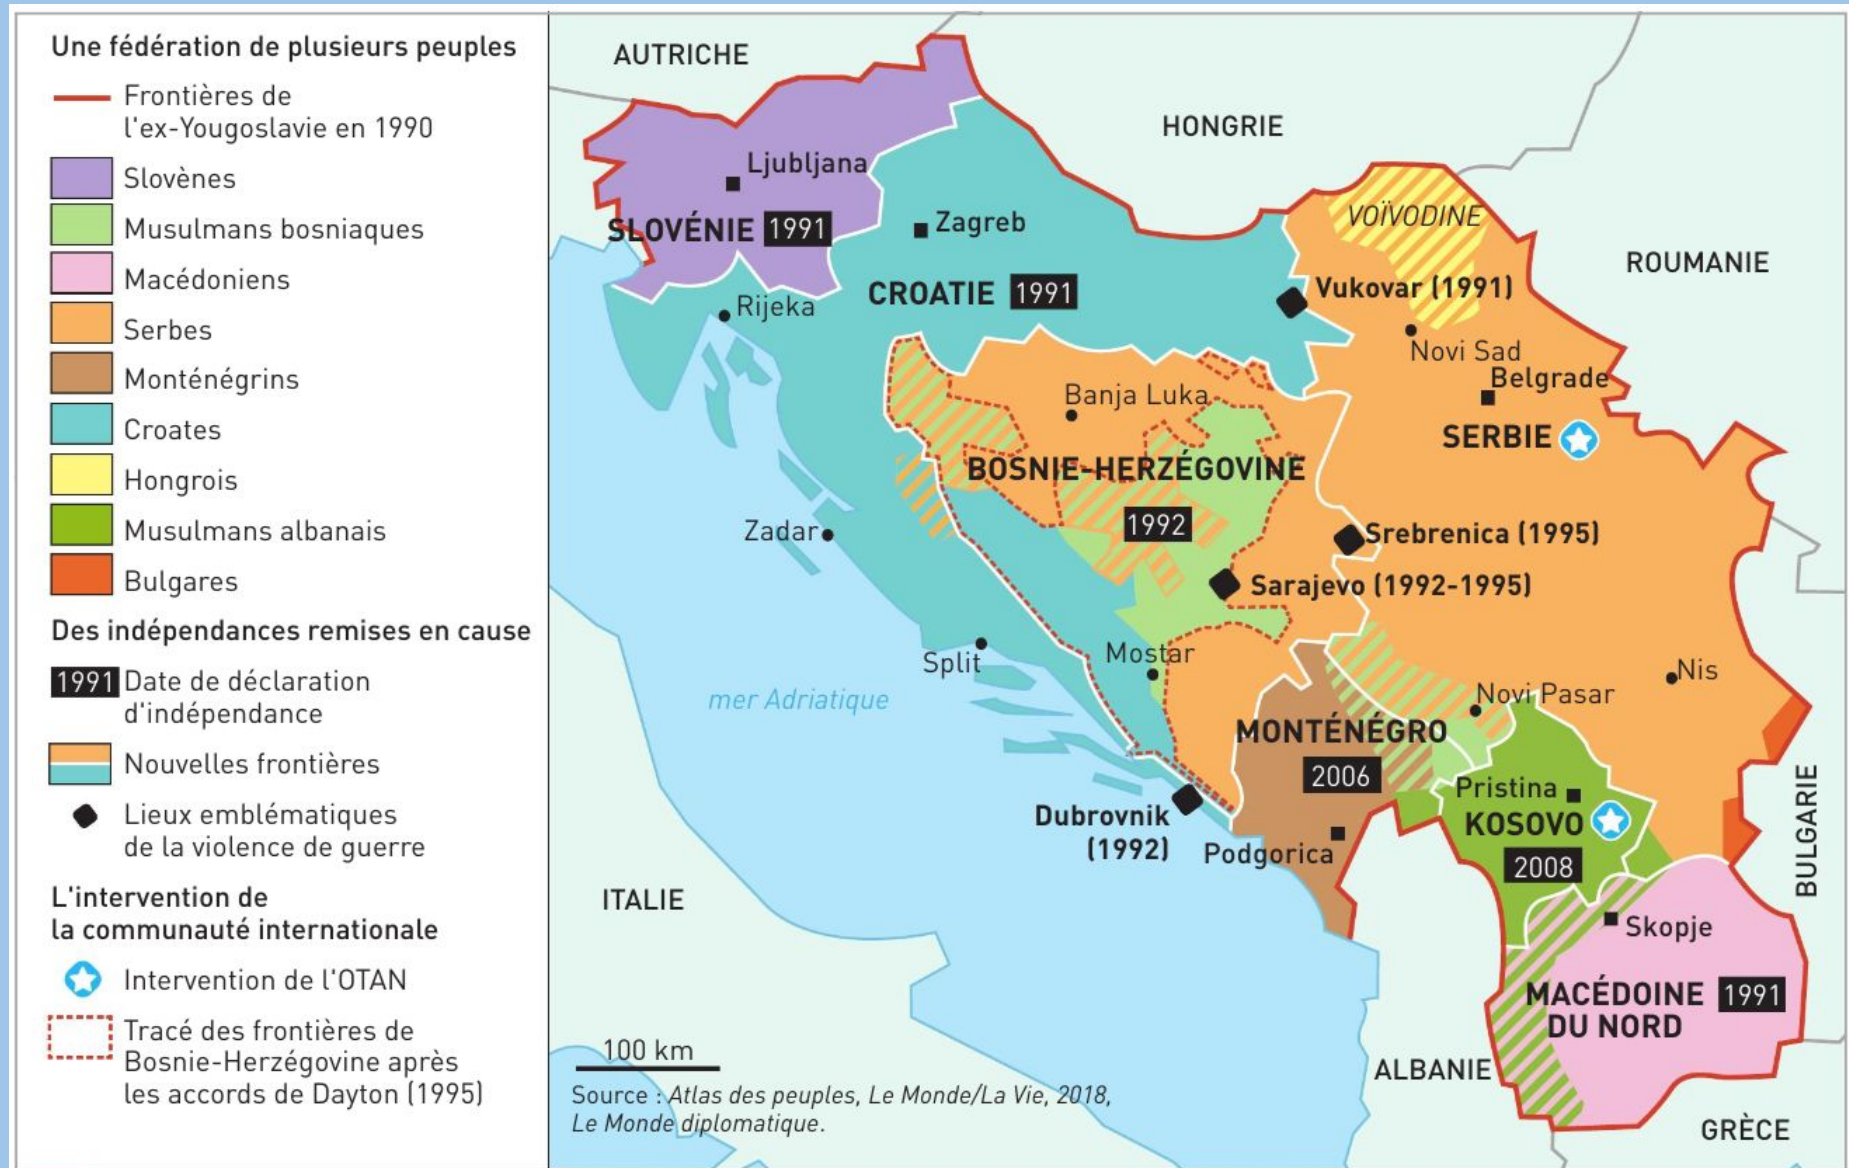 Une fédération de plusieurs peuples
Frontières de
l'ex-Yougoslavie en 1990
Slovènes
Musulmans bosniaques
Macédoniens
Serbes
Monténégrins
Croates
Hongrois
Musulmans albanais
Bulgares
Des indépendances remises en cause
1991 Date de déclaration
d'indépendance
Nouvelles frontières
Lieux emblématiques
de la violence de guerre
L'intervention de
la communauté internationale
Intervention de l'OTAN
Tracé des frontières de
Bosnie-Herzégovine après
les accords de Dayton (1995)
AUTRICHE
HONGRIE
ROUMANIE
Ljubljana
SLOVÉNIE 1991
Zagreb
CROATIE 1991
Rijeka
VOÏVODINE
Vukovar (1991)
Novi Sad
Belgrade
SERBIE
Banja Luka
BOSNIE-HERZÉGOVINE
1992
Zadar
Srebrenica (1995)
Sarajevo (1992-1995)
Split
Mostar
mer Adriatique
Nis
Novi Pasar
MONTÉNÉGRO
2006
Pristina
KOSOVO
2008
Dubrovnik
(1992)
Podgorica
BULGARIE
ITALIE
Skopje
MACÉDOINE 1991
DU NORD
ALBANIE
GRÈCE
100 km
Source : Atlas des peuples, Le Monde/La Vie, 2018,
Le Monde diplomatique.